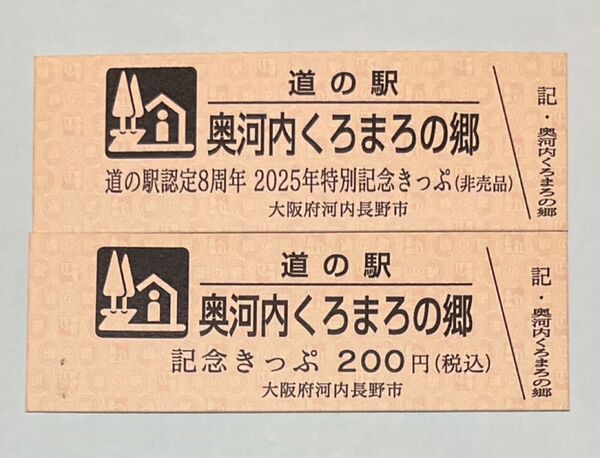 道の駅
奥河内くろまろの郷
道の駅認定8周年 2025年特別記念きっぷ(非売品)
大阪府河内長野市
記・奥河内くろまろの郷
道の駅
奥河内くろまろの郷
記念きっぷ 200円(税込)
大阪府河内長野市
記・奥河内くろまろの郷